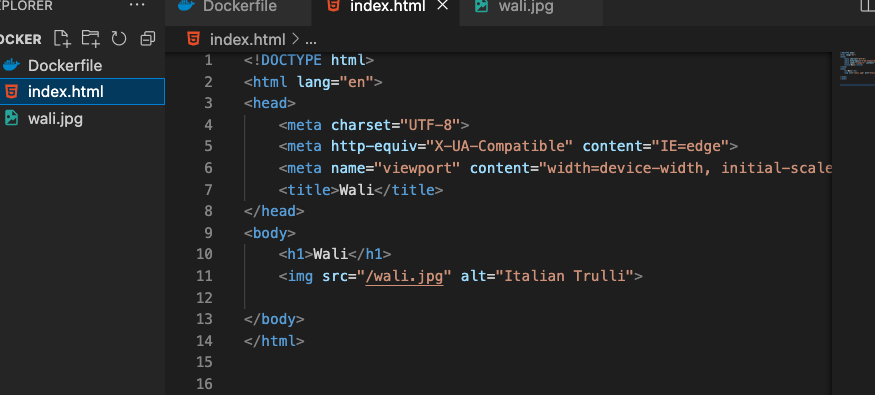 Dockerfile index.html wali.jpg
index.html > ...
1 <!DOCTYPE html>
2 <html lang="en">
3 <head>
4 <meta charset="UTF-8">
5 <meta http-equiv="X-UA-Compatible" content="IE=edge">
6 <meta name="viewport" content="width=device-width, initial-scale
7 <title>Wali</title>
8 </head>
9 <body>
10 <h1>Wali</h1>
11 <img src="/wali.jpg" alt="Italian Trulli">
12
13 </body>
14 </html>
15
16
XPLORER ...
OCKER
Dockerfile
index.html
wali.jpg